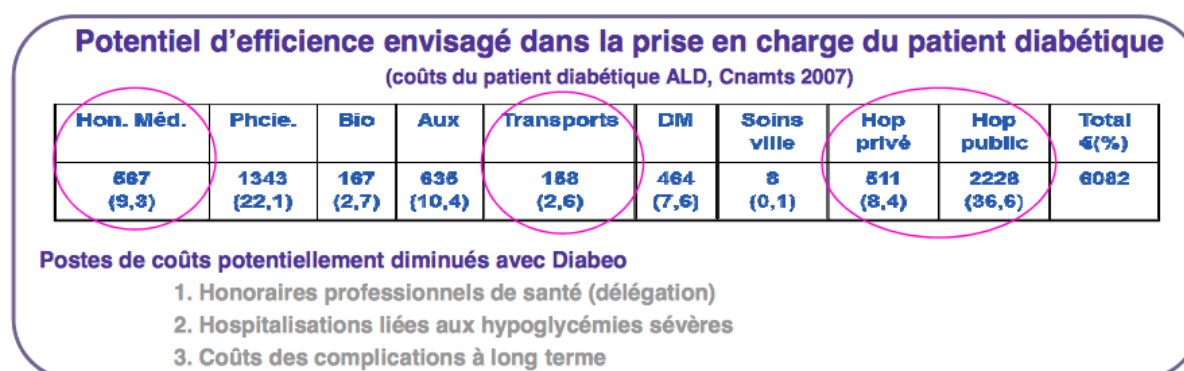 Potentiel d'efficience envisagé dans la prise en charge du patient diabétique
(coûts du patient diabétique ALD, Cnamts 2007)
Hon. Méd. Phcie. Bio Aux Transports DM Soins ville Hop privé Hop public Total €(%)
567 (9,3) 1343 (22,1) 167 (2,7) 635 (10,4) 158 (2,6) 464 (7,6) 8 (0,1) 511 (8,4) 2228 (36,6) 6082
Postes de coûts potentiellement diminués avec Diabeo
1. Honoraires professionnels de santé (délégation)
2. Hospitalisations liées aux hypoglycémies sévères
3. Coûts des complications à long terme